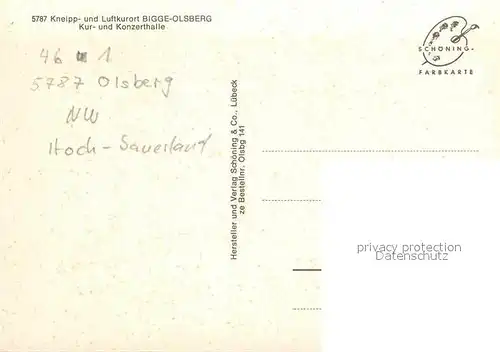 5787 Kneipp- und Luftkurort BIGGE-OLSBERG
Kur- und Konzerthalle
46 1
5787 Olsberg
NW
Hoch-Sauerland
Hersteller und Verlag Schöning & Co., Lübeck
ze Bestellnr. Olsbg 141
SCHÖNING-
FARBKARTE
privacy protection
Datenschutz